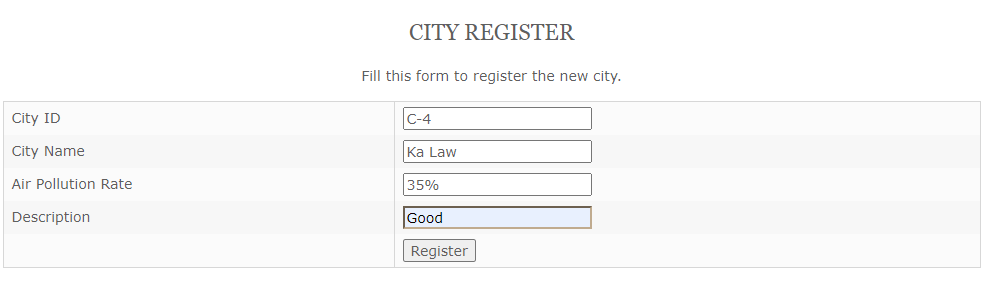 CITY REGISTER
Fill this form to register the new city.
City ID C-4
City Name Ka Law
Air Pollution Rate 35%
Description Good
Register